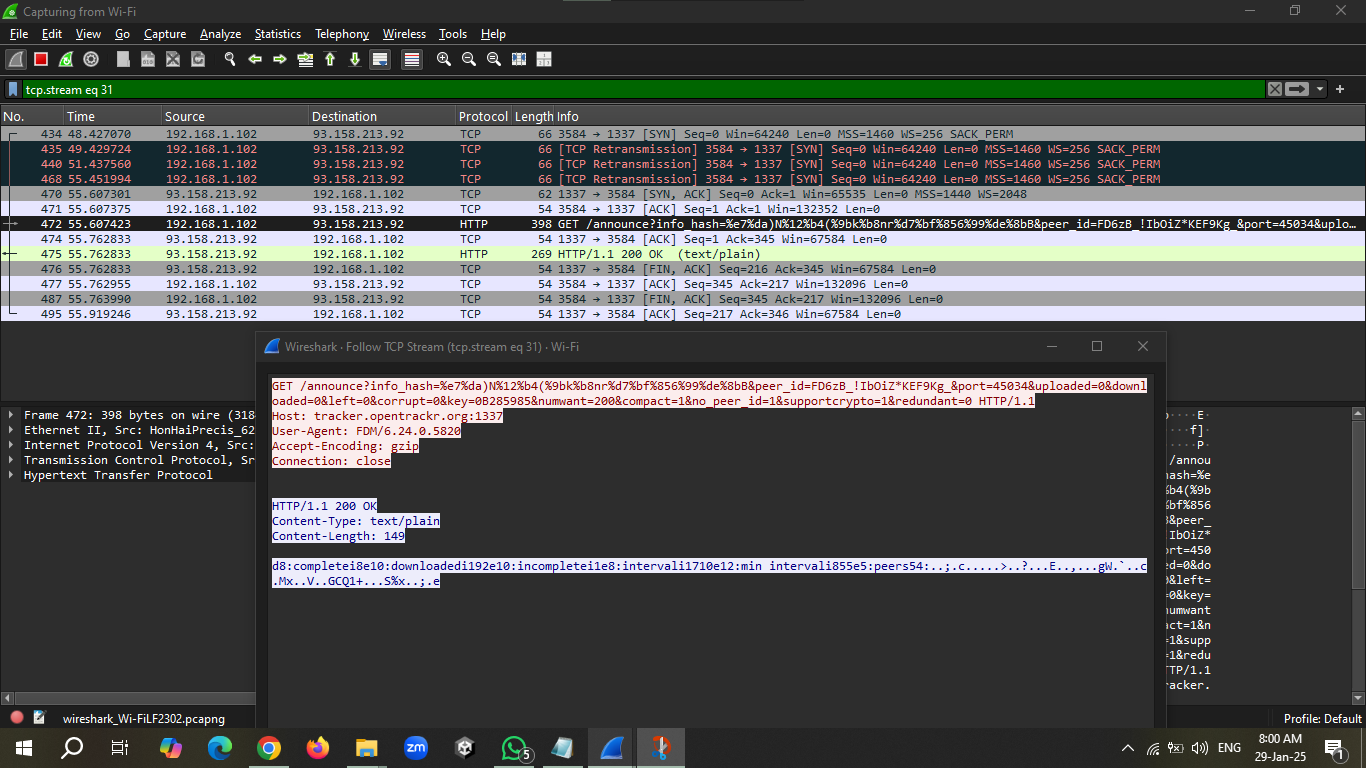 Capturing from Wi-Fi
File Edit View Go Capture Analyze Statistics Telephony Wireless Tools Help
tcp.stream eq 31
No. Time Source Destination Protocol Length Info
434 48.427070 192.168.1.102 93.158.213.92 TCP 66 3584 → 1337 [SYN] Seq=0 Win=64240 Len=0 MSS=1460 WS=256 SACK_PERM
435 49.429724 192.168.1.102 93.158.213.92 TCP 66 [TCP Retransmission] 3584 → 1337 [SYN] Seq=0 Win=64240 Len=0 MSS=1460 WS=256 SACK_PERM
440 51.437560 192.168.1.102 93.158.213.92 TCP 66 [TCP Retransmission] 3584 → 1337 [SYN] Seq=0 Win=64240 Len=0 MSS=1460 WS=256 SACK_PERM
468 55.451994 192.168.1.102 93.158.213.92 TCP 66 [TCP Retransmission] 3584 → 1337 [SYN] Seq=0 Win=64240 Len=0 MSS=1460 WS=256 SACK_PERM
470 55.607301 93.158.213.92 192.168.1.102 TCP 62 1337 → 3584 [SYN, ACK] Seq=0 Ack=1 Win=65535 Len=0 MSS=1440 WS=2048
471 55.607375 192.168.1.102 93.158.213.92 TCP 54 3584 → 1337 [ACK] Seq=1 Ack=1 Win=132352 Len=0
472 55.607423 192.168.1.102 93.158.213.92 HTTP 398 GET /announce?info_hash=%e7%da)N%12%b4(%9bk%b8nr%d7%bf%856%99%de%8bB&peer_id=FD6zB_!IbOiZ*KEF9Kg_&port=45034&uplo…
474 55.762833 93.158.213.92 192.168.1.102 TCP 54 1337 → 3584 [ACK] Seq=1 Ack=345 Win=67584 Len=0
475 55.762833 93.158.213.92 192.168.1.102 HTTP 269 HTTP/1.1 200 OK (text/plain)
476 55.762833 93.158.213.92 192.168.1.102 TCP 54 1337 → 3584 [FIN, ACK] Seq=216 Ack=345 Win=67584 Len=0
477 55.762955 192.168.1.102 93.158.213.92 TCP 54 3584 → 1337 [ACK] Seq=345 Ack=217 Win=132096 Len=0
487 55.763990 192.168.1.102 93.158.213.92 TCP 54 3584 → 1337 [FIN, ACK] Seq=345 Ack=217 Win=132096 Len=0
495 55.919246 93.158.213.92 192.168.1.102 TCP 54 1337 → 3584 [ACK] Seq=217 Ack=346 Win=67584 Len=0
Wireshark · Follow TCP Stream (tcp.stream eq 31) · Wi-Fi
GET /announce?info_hash=%e7%da)N%12%b4(%9bk%b8nr%d7%bf%856%99%de%8bB&peer_id=FD6zB_!IbOiZ*KEF9Kg_&port=45034&uploaded=0&downl
oaded=0&left=0&corrupt=0&key=0B285985&numwant=200&compact=1&no_peer_id=1&supportcrypto=1&redundant=0 HTTP/1.1
Host: tracker.opentrackr.org:1337
User-Agent: FDM/6.24.0.5820
Accept-Encoding: gzip
Connection: close
HTTP/1.1 200 OK
Content-Type: text/plain
Content-Length: 149
d8:completei8e10:downloadedi192e10:incompletei1e8:intervali1710e12:min intervali855e5:peers54:..;.c.....>..?...E..,...gW.`..c
.Mx..V..GCQ1+...S%x..;.e
Frame 472: 398 bytes on wire (318
Ethernet II, Src: HonHaiPrecis_62
Internet Protocol Version 4, Src:
Transmission Control Protocol, Sr
Hypertext Transfer Protocol
E·
f]·
P·
/annou
hash=%e
%b4(%9b
%bf%856
B&peer_
IbOiZ*
ort=450
ed=0&do
0&left=
=0&key=
numwant
act=1&n
=1&supp
=1&redu
TTP/1.1
racker.
wireshark_Wi-FiLF2302.pcapng
Profile: Default
zm
5
ENG
8:00 AM
29-Jan-25
1